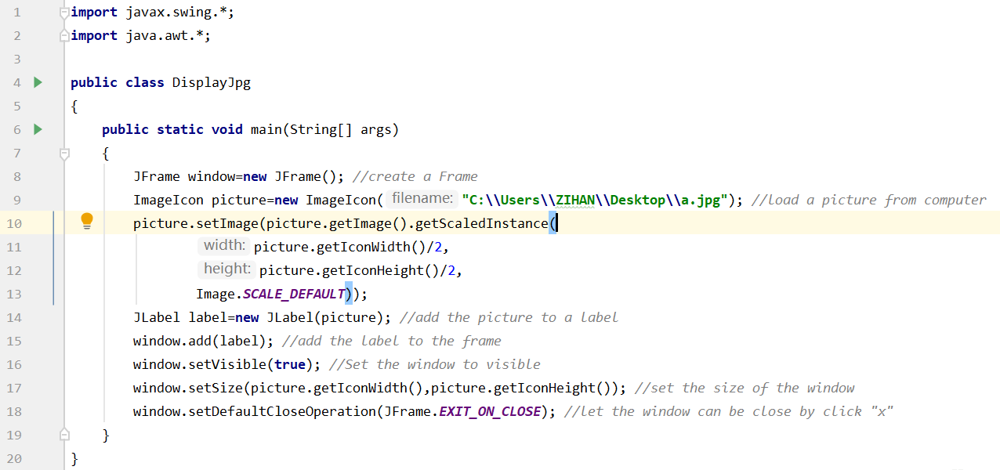 1 import javax.swing.*;
2 import java.awt.*;
3
4 public class DisplayJpg
5 {
6 public static void main(String[] args)
7 {
8 JFrame window=new JFrame(); //create a Frame
9 ImageIcon picture=new ImageIcon( filename: "C:\\Users\\ZIHAN\\Desktop\\a.jpg"); //load a picture from computer
10 picture.setImage(picture.getImage().getScaledInstance(
11 width: picture.getIconWidth()/2,
12 height: picture.getIconHeight()/2,
13 Image.SCALE_DEFAULT));
14 JLabel label=new JLabel(picture); //add the picture to a label
15 window.add(label); //add the label to the frame
16 window.setVisible(true); //Set the window to visible
17 window.setSize(picture.getIconWidth(),picture.getIconHeight()); //set the size of the window
18 window.setDefaultCloseOperation(JFrame.EXIT_ON_CLOSE); //let the window can be close by click "x"
19 }
20 }